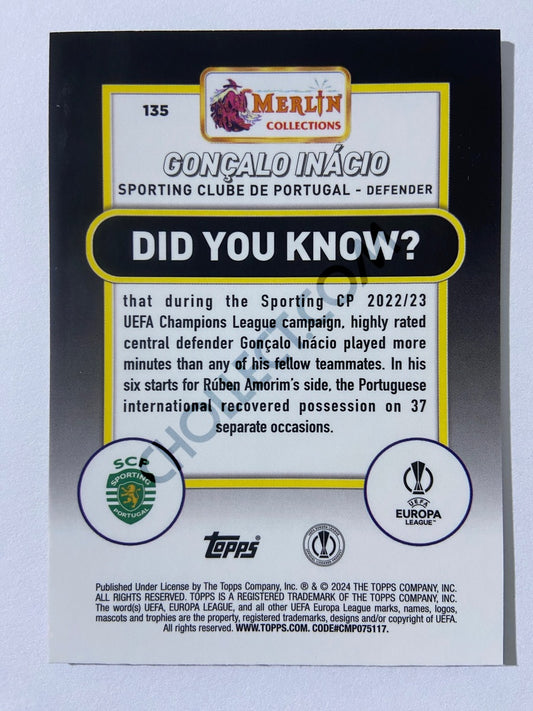 135
MERLIN
COLLECTIONS
GONÇALO INÁCIO
SPORTING CLUBE DE PORTUGAL - DEFENDER
DID YOU KNOW?
that during the Sporting CP 2022/23
UEFA Champions League campaign, highly rated
central defender Gonçalo Inácio played more
minutes than any of his fellow teammates. In his
six starts for Rúben Amorim's side, the Portuguese
international recovered possession on 37
separate occasions.
CHOLLECT.COM
SCP
SPORTING
PORTUGAL
UEFA
EUROPA
LEAGUE™
TOPPS®
Published Under License by The Topps Company, Inc. ® & © 2024 THE TOPPS COMPANY, INC.
ALL RIGHTS RESERVED. TOPPS IS A REGISTERED TRADEMARK OF THE TOPPS COMPANY, INC.
The word(s) UEFA, EUROPA LEAGUE, and all other UEFA Europa League marks, names, logos,
mascots and trophies are the property, registered trademarks, designs and/or copyright of UEFA.
All rights reserved. WWW.TOPPS.COM. CODE#CMP075117.